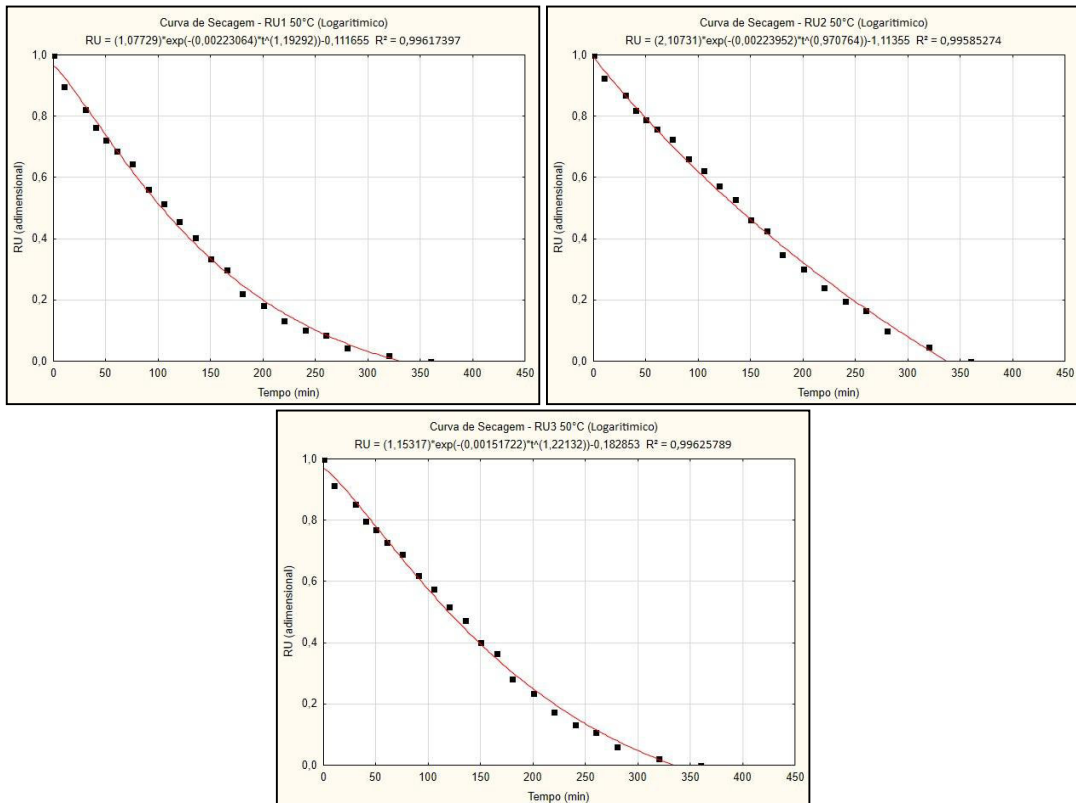 Curva de Secagem - RU1 50°C (Logaritimico)
RU = (1,07729)*exp(-(0,00223064)*t^(1,19292))-0,111655 R² = 0,99617397
1,0
0,8
0,6
0,4
0,2
0,0
RU (adimensional)
0 50 100 150 200 250 300 350 400 450
Tempo (min)
Curva de Secagem - RU2 50°C (Logaritimico)
RU = (2,10731)*exp(-(0,00223952)*t^(0,970764))-1,11355 R² = 0,99585274
1,0
0,8
0,6
0,4
0,2
0,0
RU (adimensional)
0 50 100 150 200 250 300 350 400 450
Tempo (min)
Curva de Secagem - RU3 50°C (Logaritimico)
RU = (1,15317)*exp(-(0,00151722)*t^(1,22132))-0,182853 R² = 0,99625789
1,0
0,8
0,6
0,4
0,2
0,0
RU (adimensional)
0 50 100 150 200 250 300 350 400 450
Tempo (min)